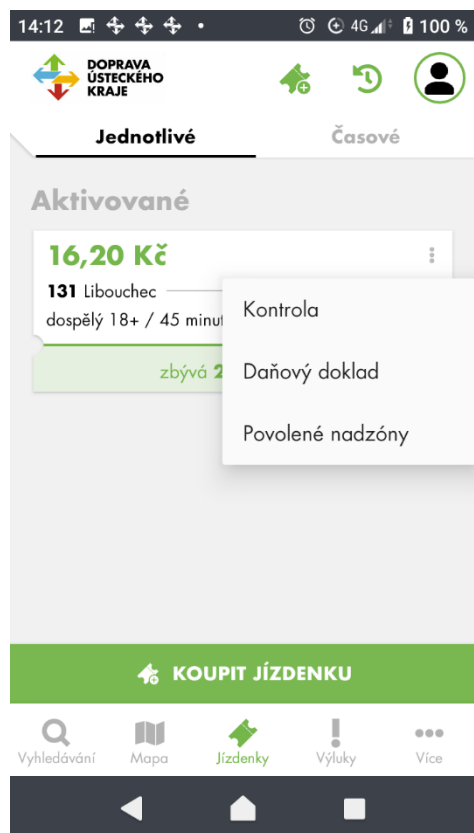 14:12
4G
100 %
DOPRAVA
ÚSTECKÉHO
KRAJE
Jednotlivé
Časové
Aktivované
16,20 Kč
131 Libouchec
dospělý 18+ / 45
zbývá
Kontrola
Daňový doklad
Povolené nadzóny
KOUPIT JÍZDENKU
Vyhledávání
Mapa
Jízdenky
Výluky
Více